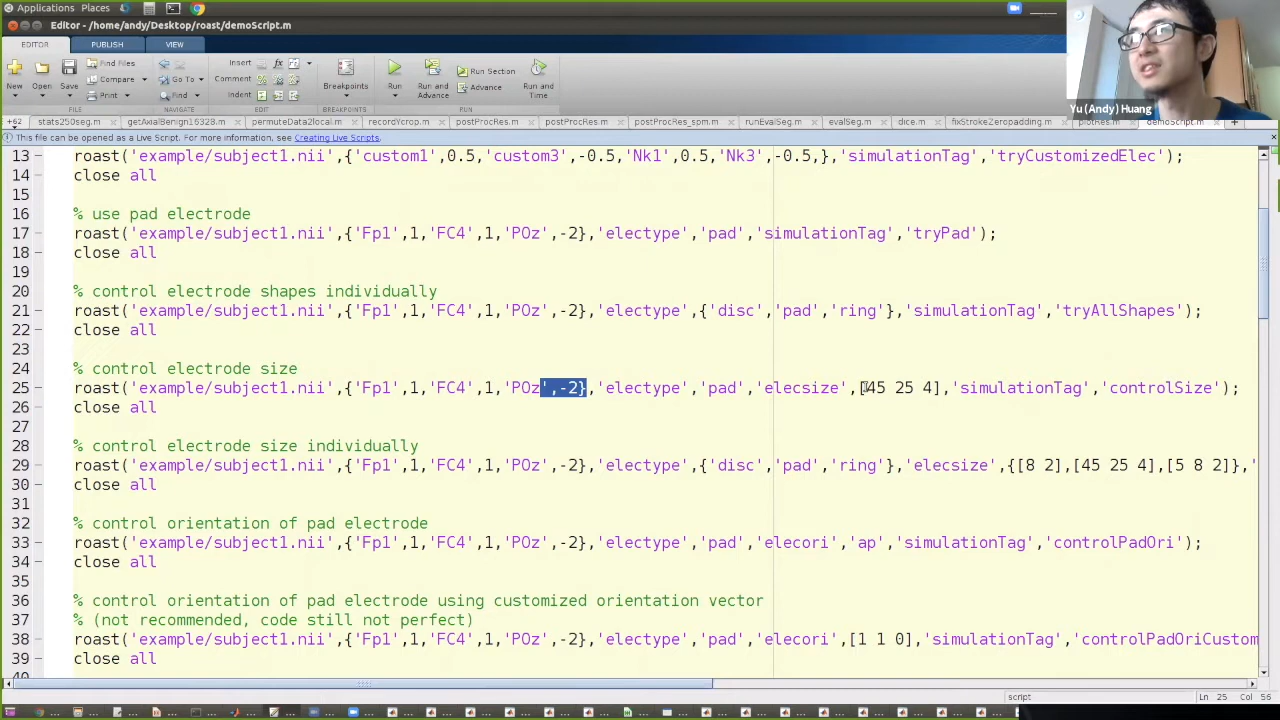 Applications Places
Editor - /home/andy/Desktop/roast/demoScript.m
EDITOR PUBLISH VIEW
New Open Save Find Files Compare Print Go To Find Insert Comment Indent fx Breakpoints Run Run and Advance Run Section Advance Run and Time
FILE NAVIGATE EDIT BREAKPOINTS RUN
Yu (Andy) Huang
+62 stats250seg.m getAxialBenign16328.m permuteData2local.m recordYcrop.m postProcRes.m postProcRes_spm.m runEvalSeg.m evalSeg.m dice.m fixStrokeZeropadding.m plotRes.m demoScript.m
This file can be opened as a Live Script. For more information, see Creating Live Scripts.
13 roast('example/subject1.nii',{'custom1',0.5,'custom3',-0.5,'Nk1',0.5,'Nk3',-0.5,},'simulationTag','tryCustomizedElec');
14 close all
15
16 % use pad electrode
17 roast('example/subject1.nii',{'Fp1',1,'FC4',1,'POz',-2},'electype','pad','simulationTag','tryPad');
18 close all
19
20 % control electrode shapes individually
21 roast('example/subject1.nii',{'Fp1',1,'FC4',1,'POz',-2},'electype',{'disc','pad','ring'},'simulationTag','tryAllShapes');
22 close all
23
24 % control electrode size
25 roast('example/subject1.nii',{'Fp1',1,'FC4',1,'POz',-2},'electype','pad','elecsize',[45 25 4],'simulationTag','controlSize');
26 close all
27
28 % control electrode size individually
29 roast('example/subject1.nii',{'Fp1',1,'FC4',1,'POz',-2},'electype',{'disc','pad','ring'},'elecsize',{[8 2],[45 25 4],[5 8 2]},'
30 close all
31
32 % control orientation of pad electrode
33 roast('example/subject1.nii',{'Fp1',1,'FC4',1,'POz',-2},'electype','pad','elecori','ap','simulationTag','controlPadOri');
34 close all
35
36 % control orientation of pad electrode using customized orientation vector
37 % (not recommended, code still not perfect)
38 roast('example/subject1.nii',{'Fp1',1,'FC4',1,'POz',-2},'electype','pad','elecori',[1 1 0],'simulationTag','controlPadOriCustom
39 close all
script Ln 25 Col 56